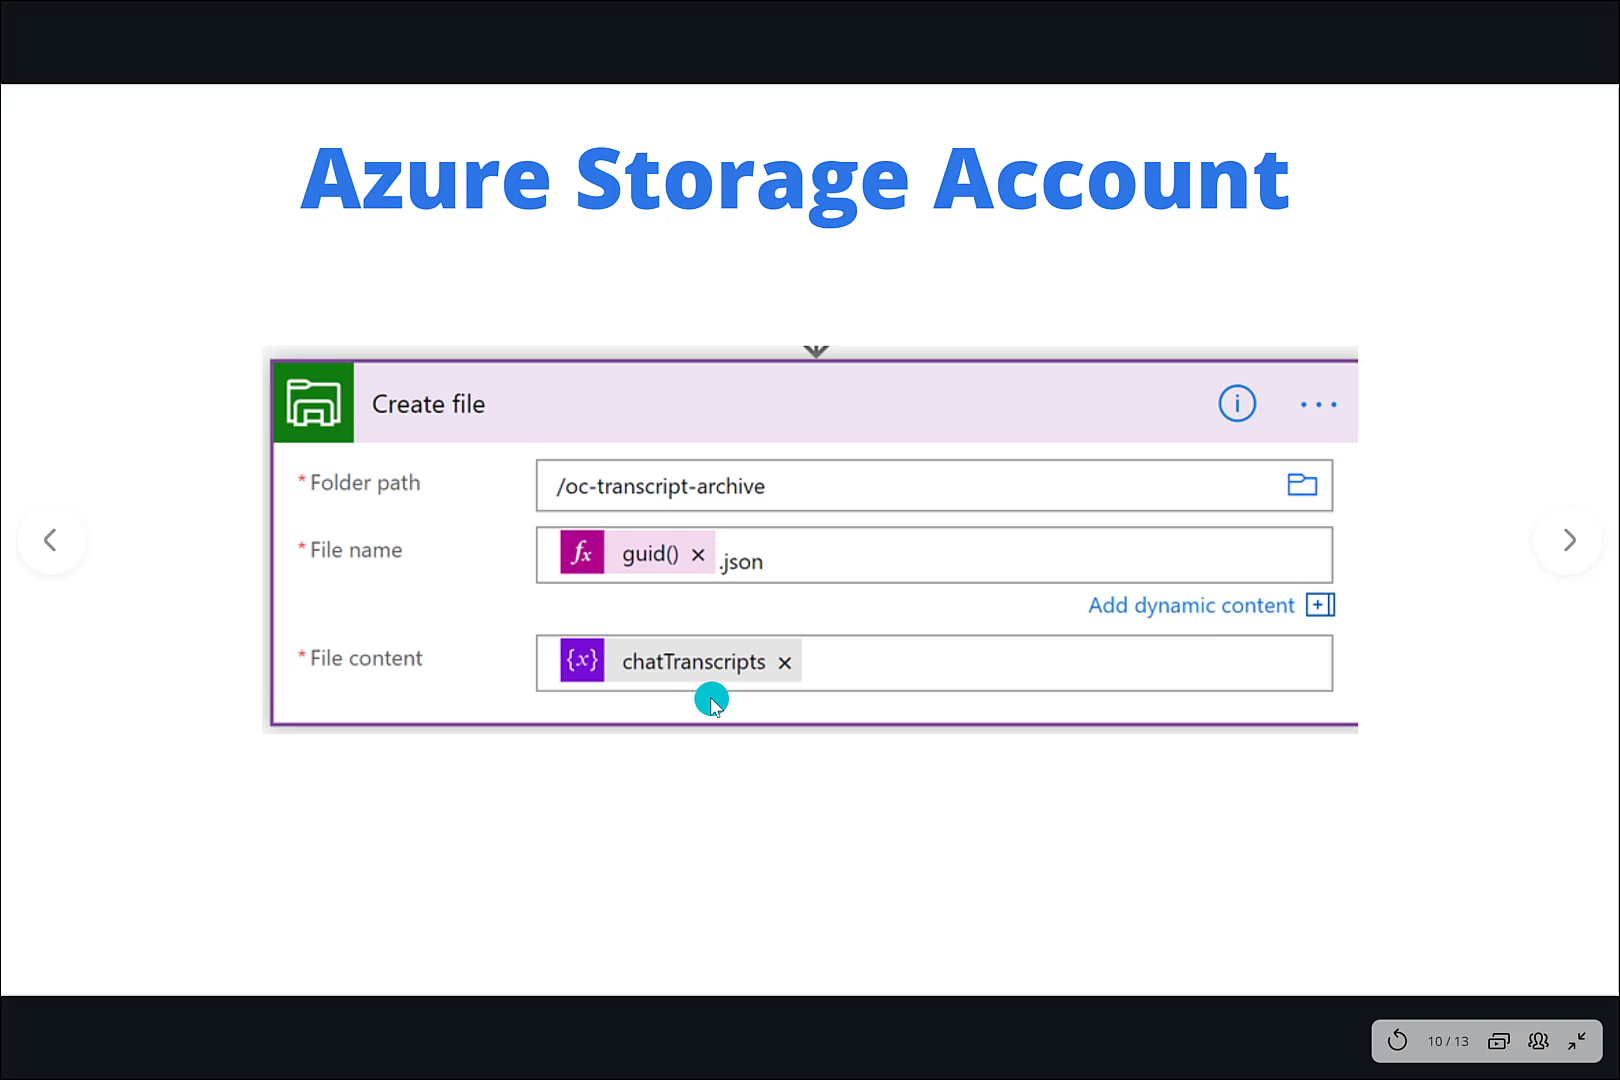 Azure Storage Account
Create file
* Folder path
/oc-transcript-archive
* File name
fx guid() × .json
Add dynamic content
* File content
{x} chatTranscripts ×
10 / 13